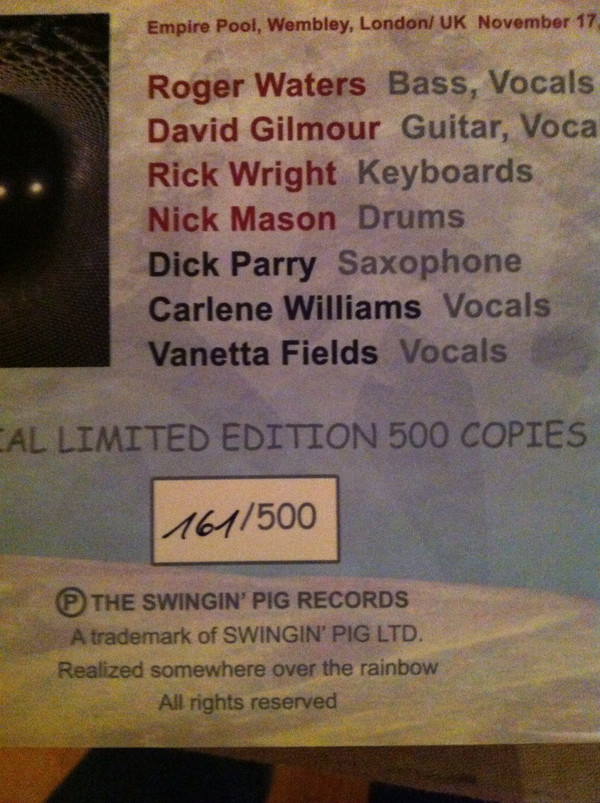 Empire Pool, Wembley, London/ UK November 17,
Roger Waters Bass, Vocals
David Gilmour Guitar, Voca
Rick Wright Keyboards
Nick Mason Drums
Dick Parry Saxophone
Carlene Williams Vocals
Vanetta Fields Vocals
IAL LIMITED EDITION 500 COPIES
161/500
Ⓟ THE SWINGIN' PIG RECORDS
A trademark of SWINGIN' PIG LTD.
Realized somewhere over the rainbow
All rights reserved